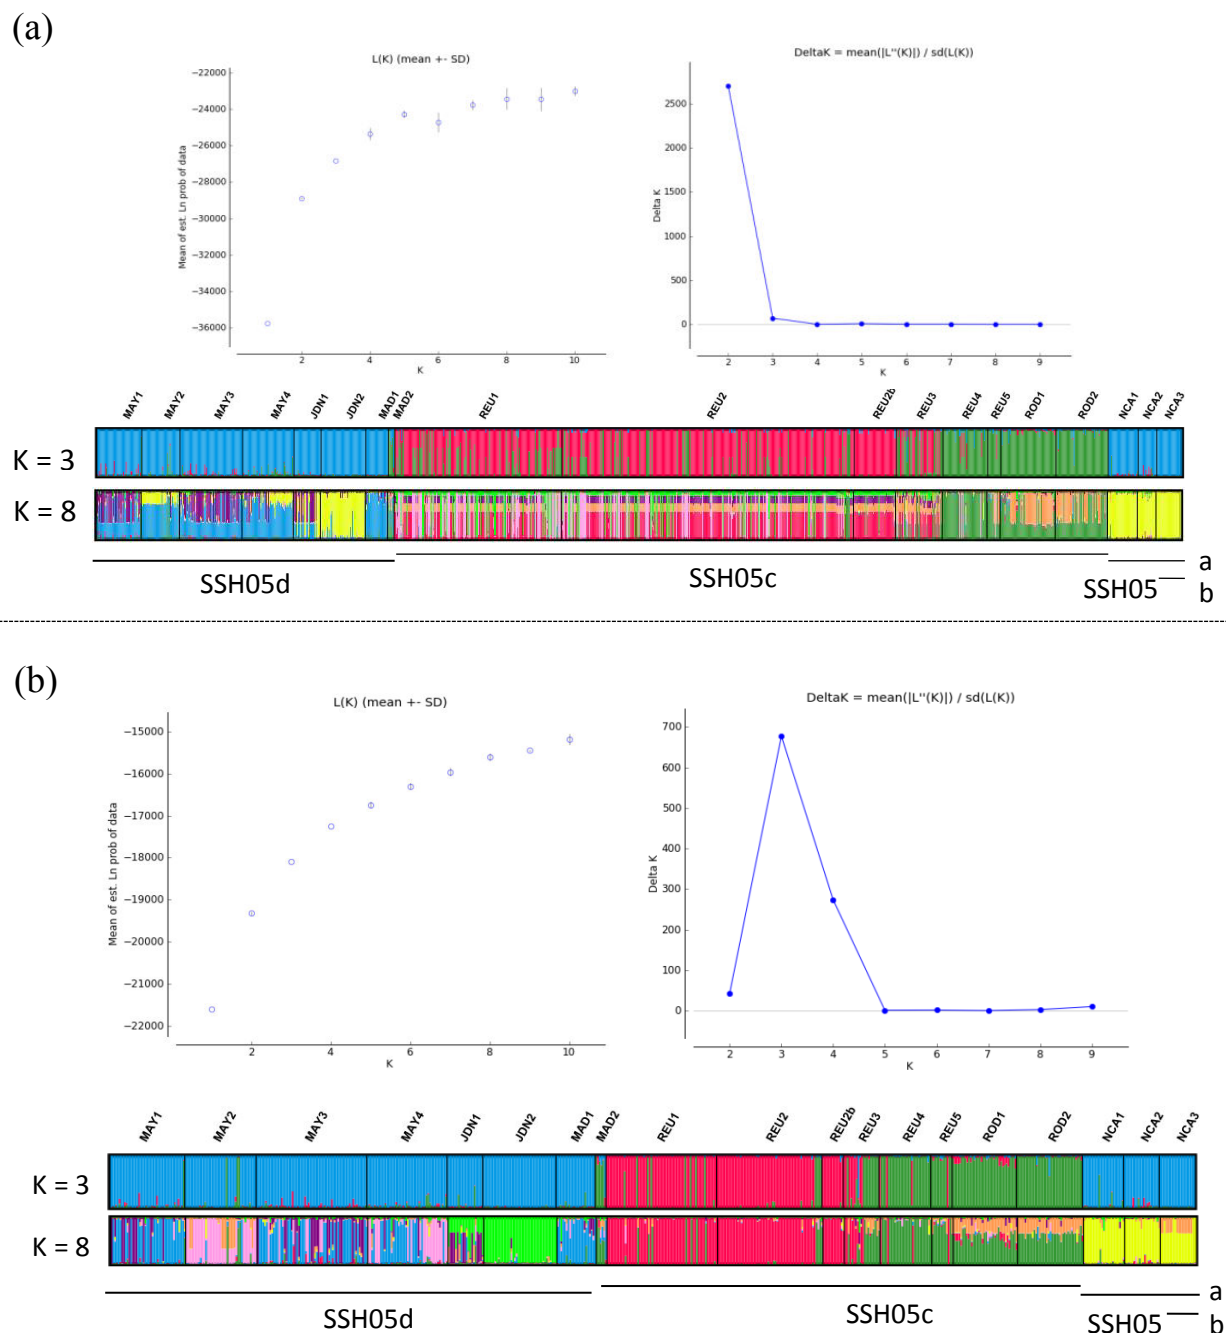 (a)
L(K) (mean +- SD)
DeltaK = mean(|L''(K)|) / sd(L(K))
Mean of est. Ln prob of data
−22000
−24000
−26000
−28000
−30000
−32000
−34000
−36000
2 4 6 8 10
K
Delta K
2500
2000
1500
1000
500
0
2 3 4 5 6 7 8 9
K
MAY1 MAY2 MAY3 MAY4 JDN1 JDN2 MAD1 MAD2 REU1 REU2 REU2b REU3 REU4 REU5 ROD1 ROD2 NCA1 NCA2 NCA3
K = 3
K = 8
SSH05d SSH05c SSH05 a
b
(b)
L(K) (mean +- SD)
DeltaK = mean(|L''(K)|) / sd(L(K))
Mean of est. Ln prob of data
−15000
−16000
−17000
−18000
−19000
−20000
−21000
−22000
2 4 6 8 10
K
Delta K
700
600
500
400
300
200
100
0
2 3 4 5 6 7 8 9
K
MAY1 MAY2 MAY3 MAY4 JDN1 JDN2 MAD1 MAD2 REU1 REU2 REU2b REU3 REU4 REU5 ROD1 ROD2 NCA1 NCA2 NCA3
K = 3
K = 8
SSH05d SSH05c SSH05 a
b